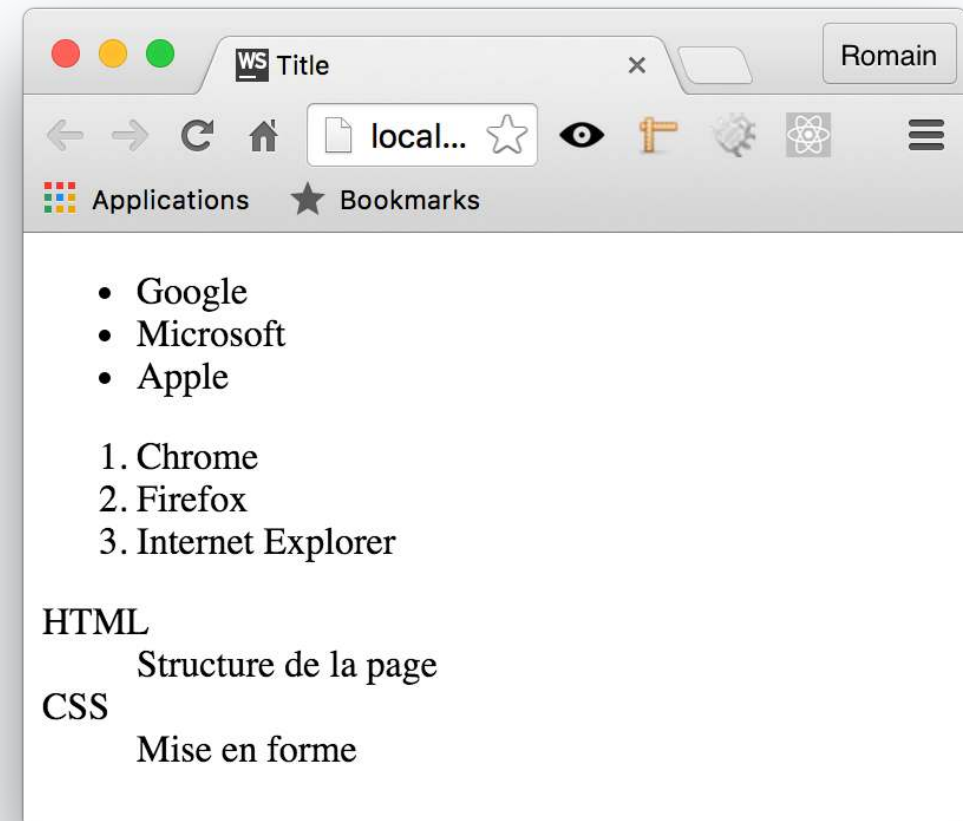 WS Title
Romain
local...
Applications Bookmarks
• Google
• Microsoft
• Apple
1. Chrome
2. Firefox
3. Internet Explorer
HTML
Structure de la page
CSS
Mise en forme